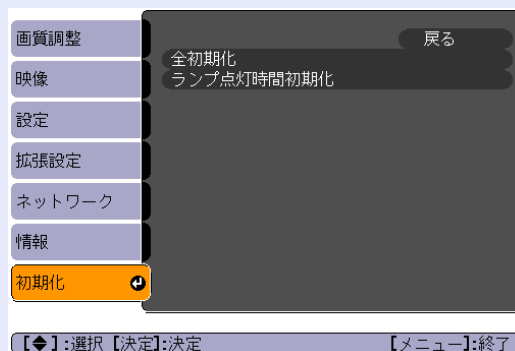 画質調整
映像
設定
拡張設定
ネットワーク
情報
初期化
戻る
全初期化
ランプ点灯時間初期化
【◆】:選択 【決定】:決定 【メニュー】:終了